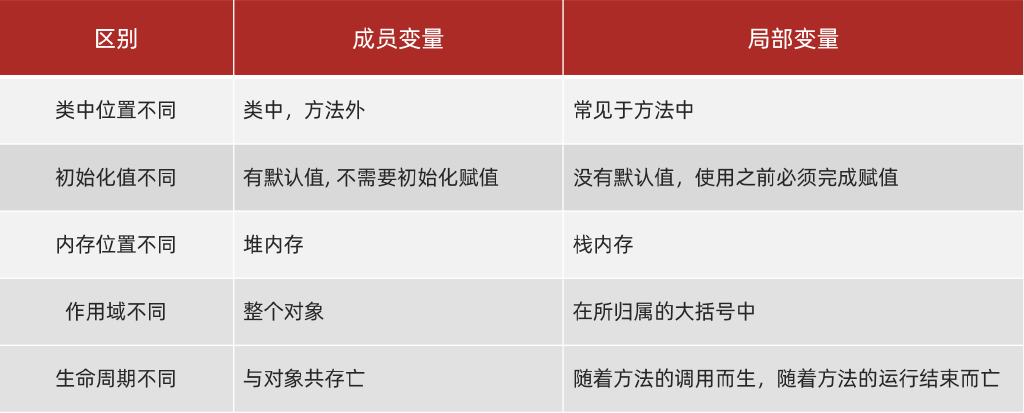 区别 成员变量 局部变量
类中位置不同 类中，方法外 常见于方法中
初始化值不同 有默认值, 不需要初始化赋值 没有默认值，使用之前必须完成赋值
内存位置不同 堆内存 栈内存
作用域不同 整个对象 在所归属的大括号中
生命周期不同 与对象共存亡 随着方法的调用而生，随着方法的运行结束而亡